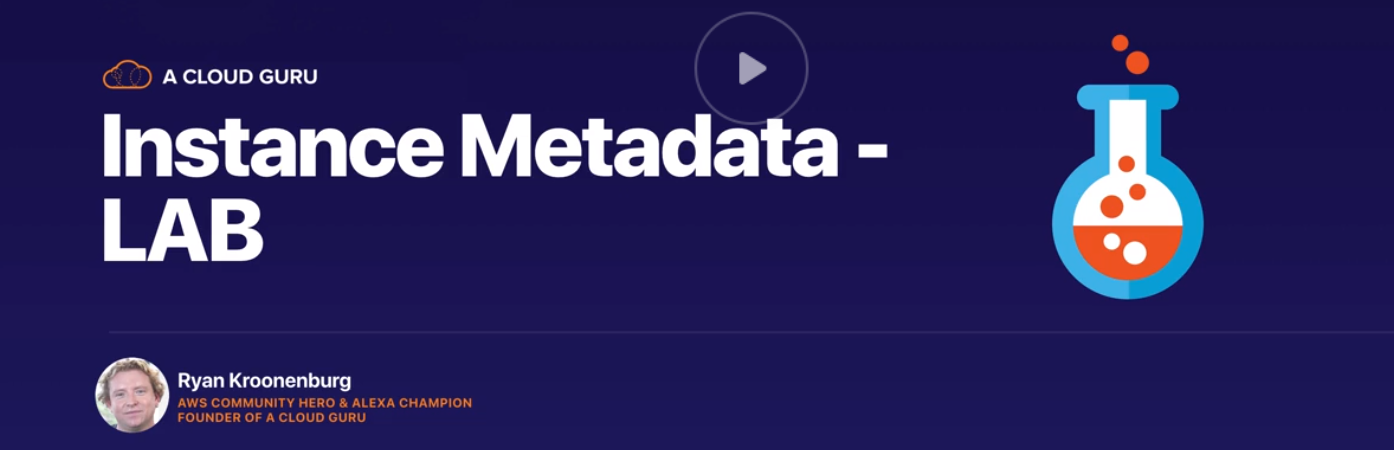 A CLOUD GURU
Instance Metadata -
LAB
Ryan Kroonenburg
AWS COMMUNITY HERO & ALEXA CHAMPION
FOUNDER OF A CLOUD GURU